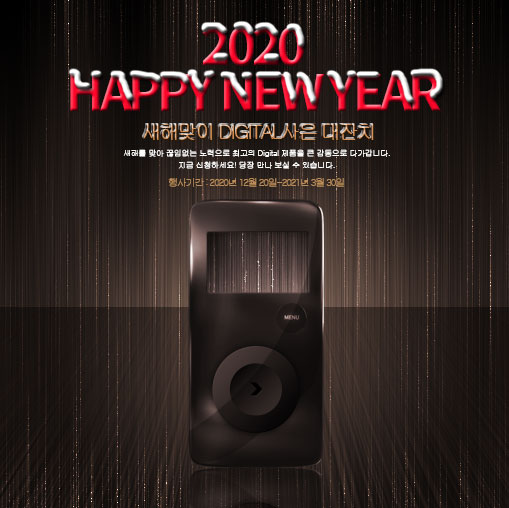 2020
HAPPY NEW YEAR
새해맞이 DIGITAL사은 대잔치
새해를 맞아 끊임없는 노력으로 최고의 Digital 제품을 큰 감동으로 다가갑니다.
지금 신청하세요! 당장 만나 보실 수 있습니다.
행사기간 : 2020년 12월 20일-2021년 3월 30일
MENU